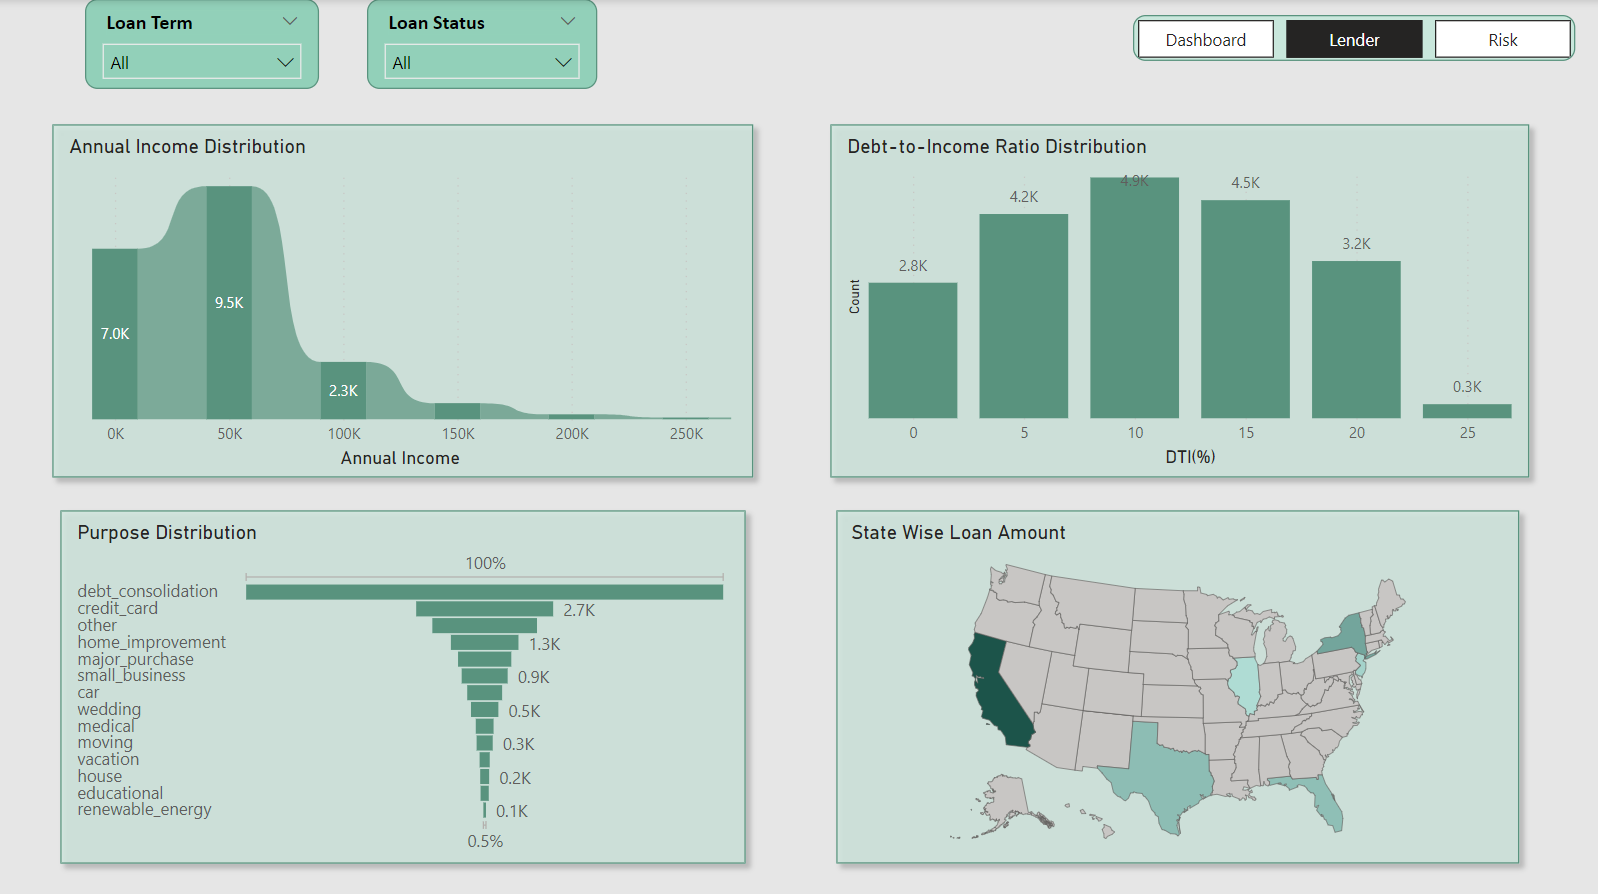 Loan Term
All
Loan Status
All
Dashboard
Lender
Risk
Annual Income Distribution
7.0K
9.5K
2.3K
0K 50K 100K 150K 200K 250K
Annual Income
Debt-to-Income Ratio Distribution
Count
2.8K
4.2K
4.9K
4.5K
3.2K
0.3K
0 5 10 15 20 25
DTI(%)
Purpose Distribution
100%
debt_consolidation
credit_card 2.7K
other
home_improvement 1.3K
major_purchase
small_business 0.9K
car
wedding 0.5K
medical
moving 0.3K
vacation
house 0.2K
educational
renewable_energy 0.1K
0.5%
State Wise Loan Amount